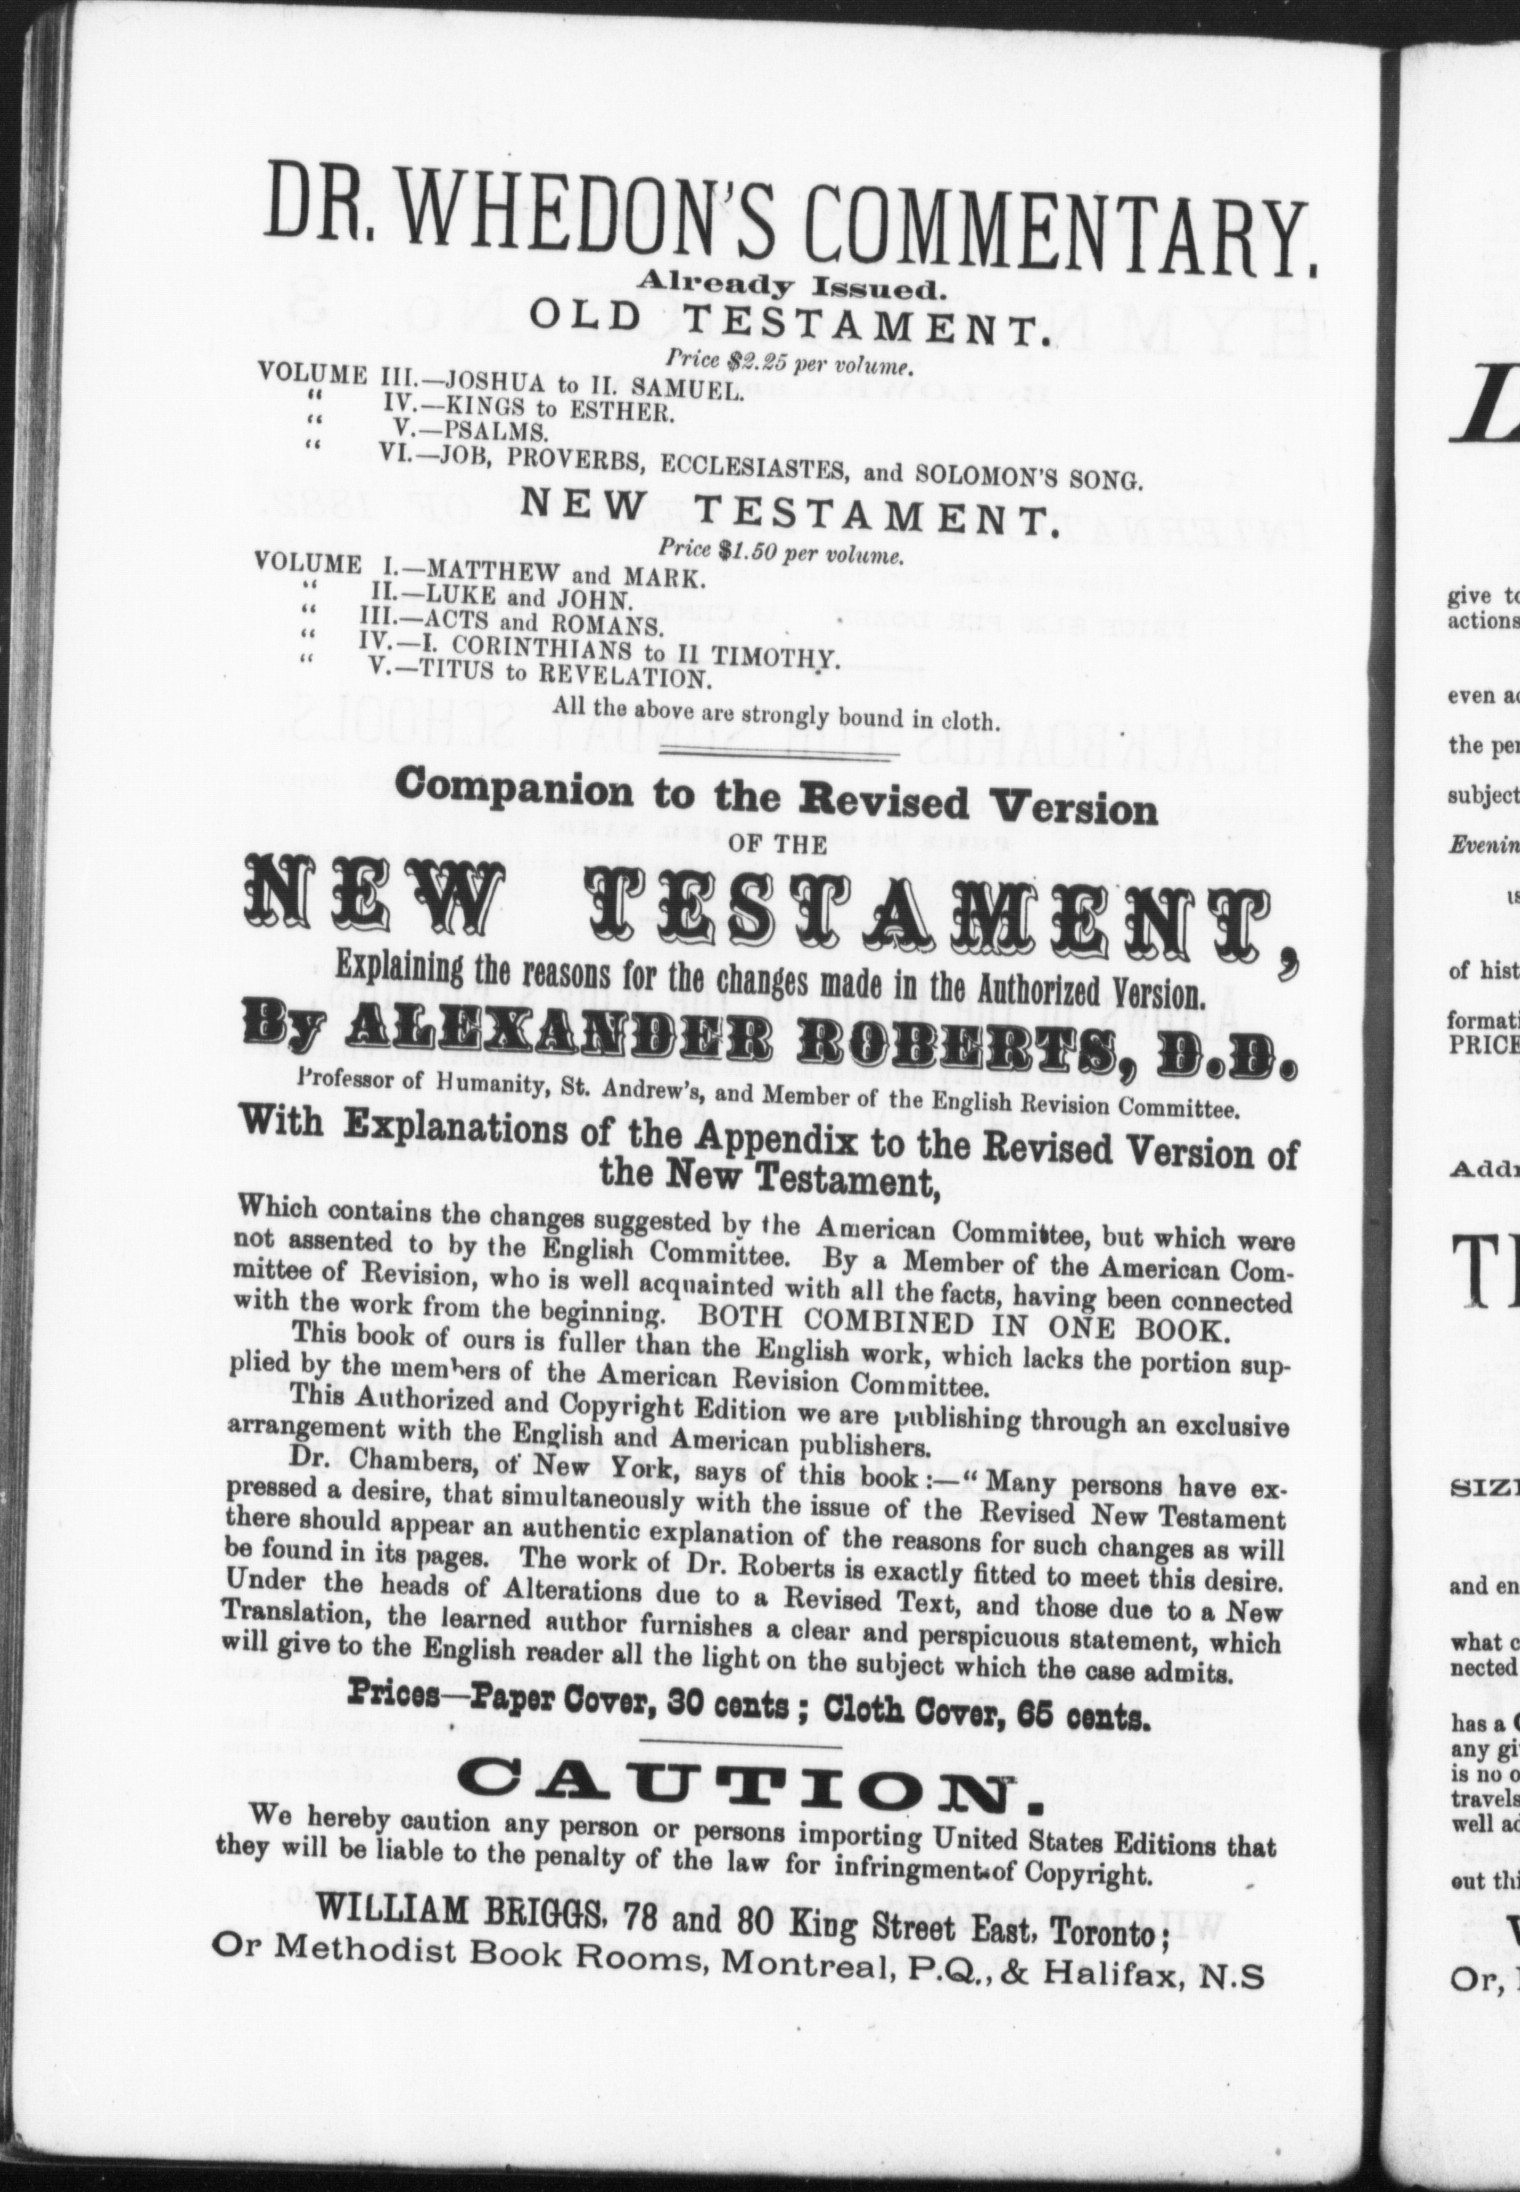 DR. WHEDON'S COMMENTARY.
Already Issued.
OLD TESTAMENT.
Price $2.25 per volume.
VOLUME III.—JOSHUA to II. SAMUEL.
" IV.—KINGS to ESTHER.
" V.—PSALMS.
" VI.—JOB, PROVERBS, ECCLESIASTES, and SOLOMON'S SONG.
NEW TESTAMENT.
Price $1.50 per volume.
VOLUME I.—MATTHEW and MARK.
" II.—LUKE and JOHN.
" III.—ACTS and ROMANS.
" IV.—I. CORINTHIANS to II TIMOTHY.
" V.—TITUS to REVELATION.
All the above are strongly bound in cloth.
Companion to the Revised Version
OF THE
NEW TESTAMENT,
Explaining the reasons for the changes made in the Authorized Version.
By ALEXANDER ROBERTS, D.D.
Professor of Humanity, St. Andrew's, and Member of the English Revision Committee.
With Explanations of the Appendix to the Revised Version of
the New Testament,
Which contains the changes suggested by the American Committee, but which were
not assented to by the English Committee. By a Member of the American Com-
mittee of Revision, who is well acquainted with all the facts, having been connected
with the work from the beginning. BOTH COMBINED IN ONE BOOK.
This book of ours is fuller than the English work, which lacks the portion sup-
plied by the members of the American Revision Committee.
This Authorized and Copyright Edition we are publishing through an exclusive
arrangement with the English and American publishers.
Dr. Chambers, of New York, says of this book:—" Many persons have ex-
pressed a desire, that simultaneously with the issue of the Revised New Testament
there should appear an authentic explanation of the reasons for such changes as will
be found in its pages. The work of Dr. Roberts is exactly fitted to meet this desire.
Under the heads of Alterations due to a Revised Text, and those due to a New
Translation, the learned author furnishes a clear and perspicuous statement, which
will give to the English reader all the light on the subject which the case admits.
Prices—Paper Cover, 30 cents; Cloth Cover, 65 cents.
CAUTION.
We hereby caution any person or persons importing United States Editions that
they will be liable to the penalty of the law for infringment of Copyright.
WILLIAM BRIGGS, 78 and 80 King Street East, Toronto;
Or Methodist Book Rooms, Montreal, P.Q., & Halifax, N.S
give
actions
even
the
subject
of
PRICE
and
what
nected
has a
any
is no
travels
well
out
Or,